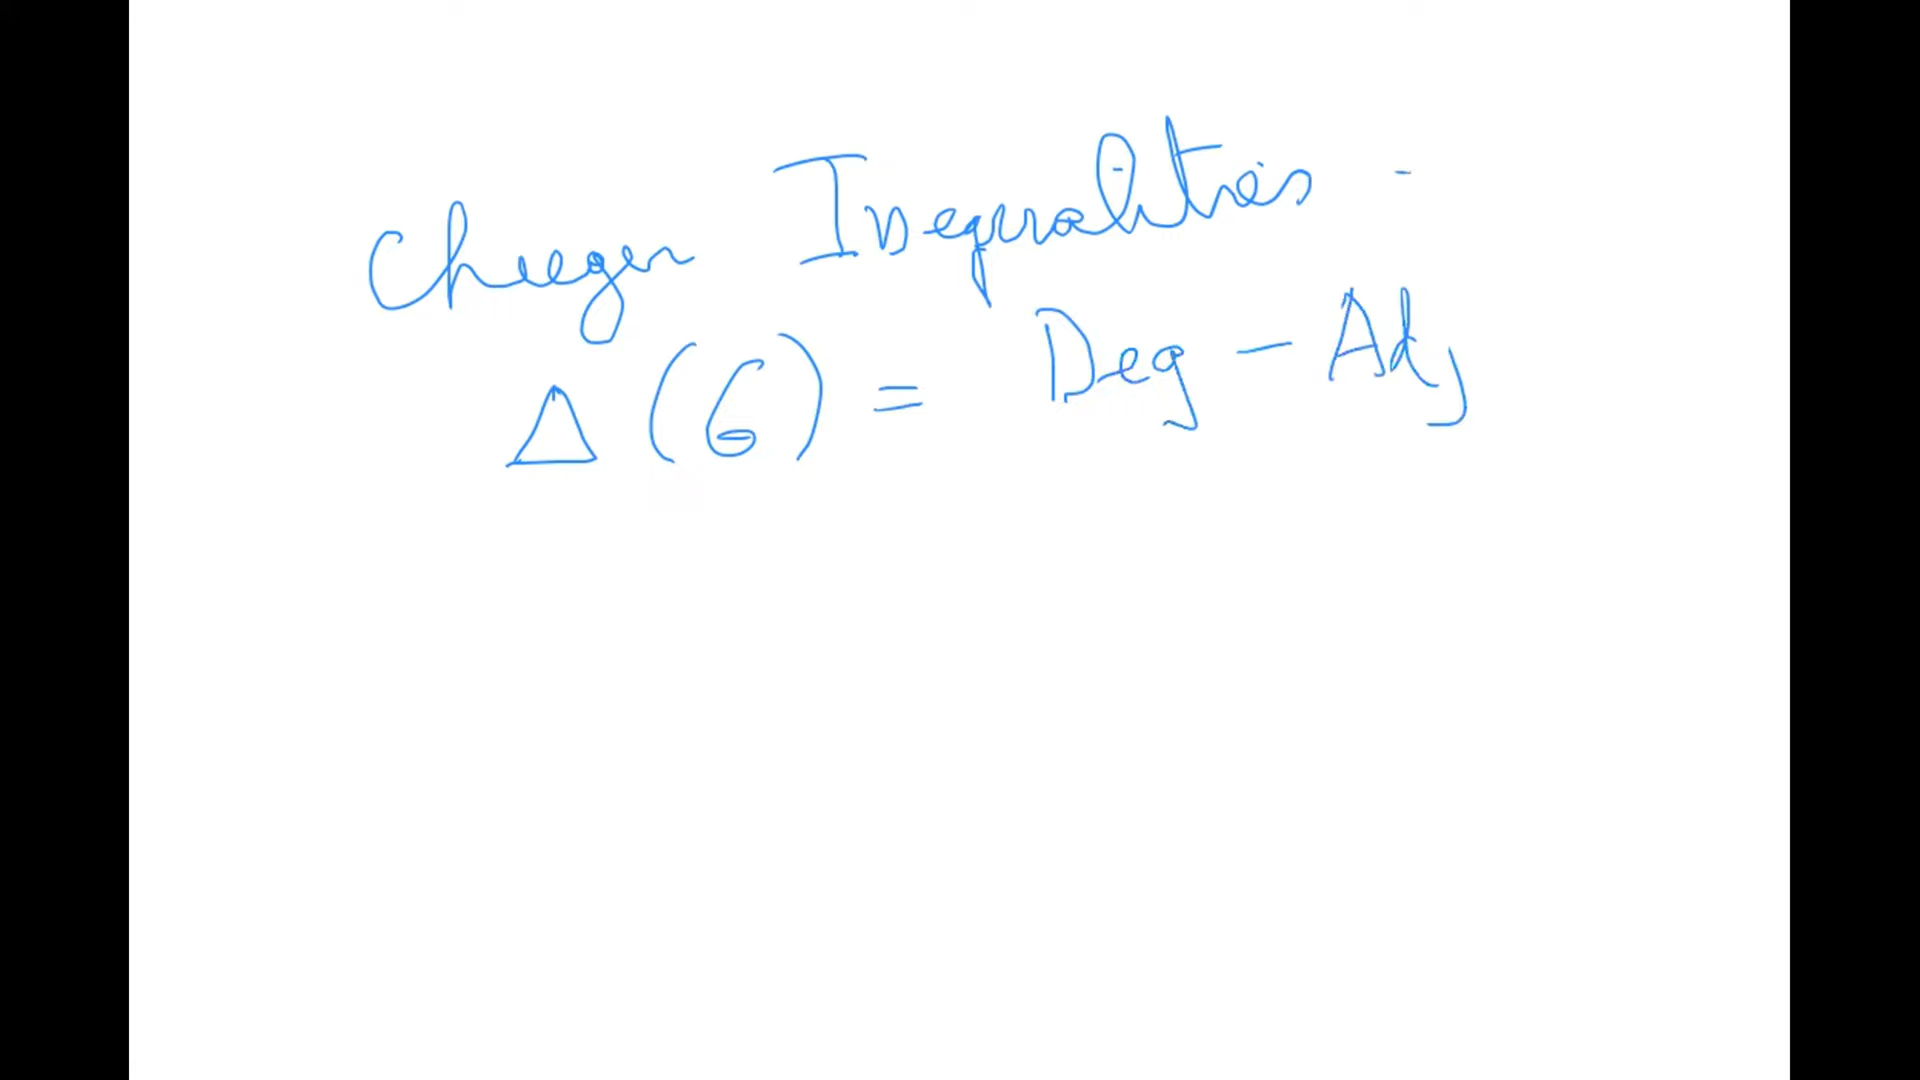 Cheeger Inequalities -
Δ(G) = Deg - Adj